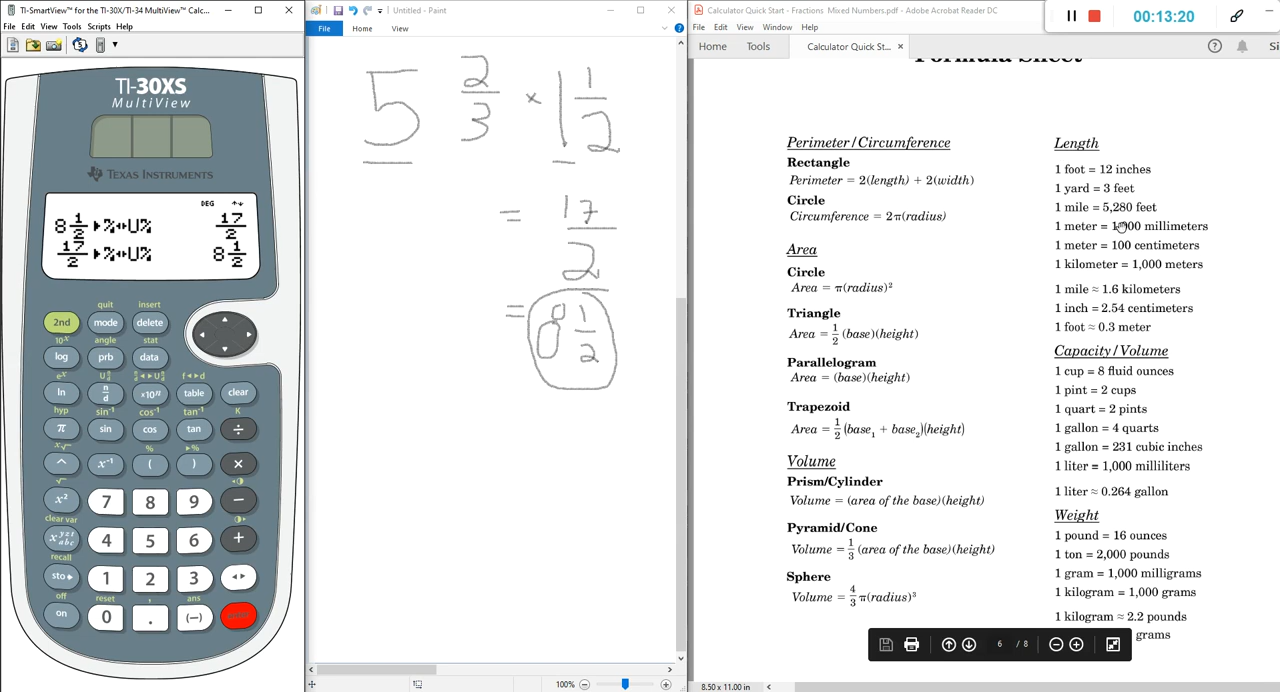 TI-SmartView™ for the TI-30X/TI-34 MultiView™ Calc...
File Edit View Tools Scripts Help
TI-30XS
MultiView
TEXAS INSTRUMENTS
DEG
8 1/2 ▶n/d◂▸Un/d 17/2
17/2 ▶n/d◂▸Un/d 8 1/2
quit insert
2nd mode delete
10ˣ angle stat
log prb data
eˣ U n/d n/d◂▸U n/d f◂▸d
ln n/d ×10ⁿ table clear
hyp sin⁻¹ cos⁻¹ tan⁻¹ K
π sin cos tan ÷
ˣ√ % ▸%
^ x⁻¹ ( ) ×
√
x² 7 8 9 −
clear var
x yzt abc 4 5 6 +
recall
sto▸ 1 2 3 ◂▸
off reset , ans
on 0 . (−) enter
Untitled - Paint
File Home View
5 2/3 × 1 1/2
= 17/2
= 8 1/2
100%
Calculator Quick Start - Fractions Mixed Numbers.pdf - Adobe Acrobat Reader DC
File Edit View Window Help
Home Tools Calculator Quick St... ×
00:13:20
Formula Sheet
Perimeter/Circumference
Rectangle
Perimeter = 2(length) + 2(width)
Circle
Circumference = 2π(radius)
Area
Circle
Area = π(radius)²
Triangle
Area = 1/2 (base)(height)
Parallelogram
Area = (base)(height)
Trapezoid
Area = 1/2 (base₁ + base₂)(height)
Volume
Prism/Cylinder
Volume = (area of the base)(height)
Pyramid/Cone
Volume = 1/3 (area of the base)(height)
Sphere
Volume = 4/3 π(radius)³
Length
1 foot = 12 inches
1 yard = 3 feet
1 mile = 5,280 feet
1 meter = 1,000 millimeters
1 meter = 100 centimeters
1 kilometer = 1,000 meters
1 mile ≈ 1.6 kilometers
1 inch = 2.54 centimeters
1 foot ≈ 0.3 meter
Capacity/Volume
1 cup = 8 fluid ounces
1 pint = 2 cups
1 quart = 2 pints
1 gallon = 4 quarts
1 gallon = 231 cubic inches
1 liter = 1,000 milliliters
1 liter ≈ 0.264 gallon
Weight
1 pound = 16 ounces
1 ton = 2,000 pounds
1 gram = 1,000 milligrams
1 kilogram = 1,000 grams
1 kilogram ≈ 2.2 pounds
grams
6 / 8
8.50 x 11.00 in